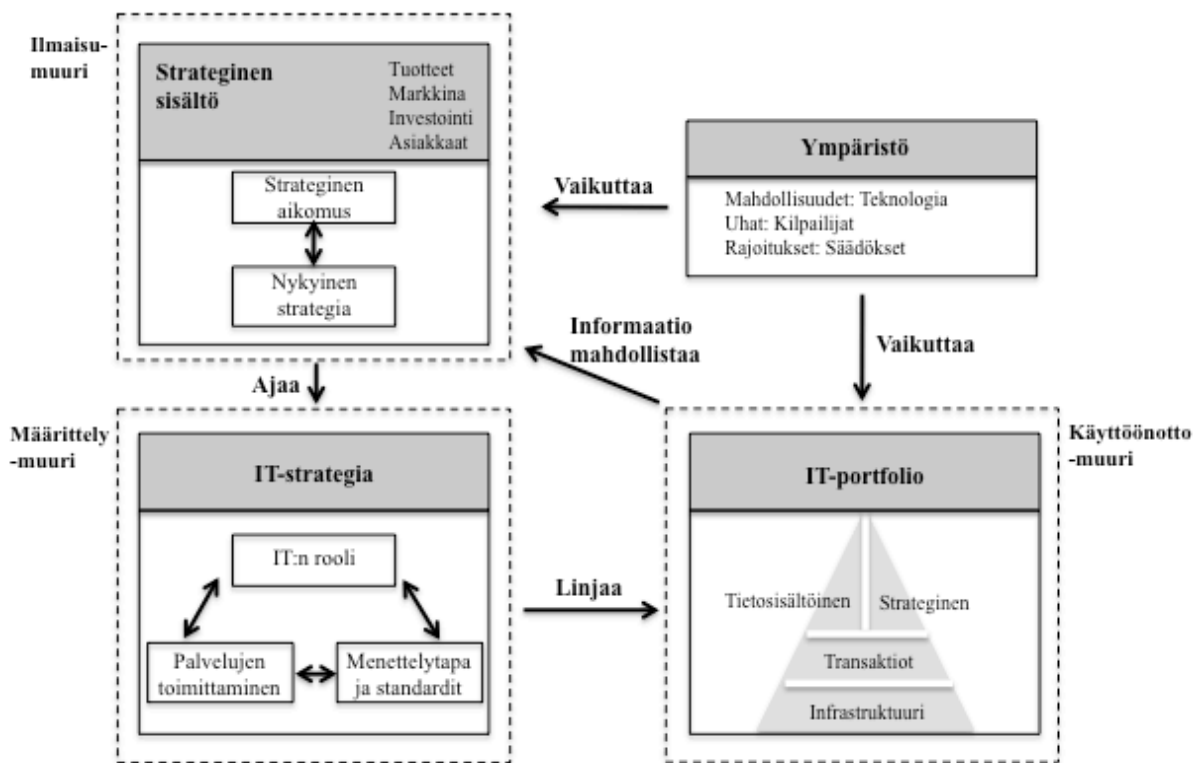 Ilmaisu-
muuri
Strateginen
sisältö
Tuotteet
Markkina
Investointi
Asiakkaat
Strateginen
aikomus
Nykyinen
strategia
Vaikuttaa
Ympäristö
Mahdollisuudet: Teknologia
Uhat: Kilpailijat
Rajoitukset: Säädökset
Informaatio
mahdollistaa
Vaikuttaa
Ajaa
Määrittely
-muuri
IT-strategia
IT:n rooli
Palvelujen
toimittaminen
Menettelytapa
ja standardit
Linjaa
Käyttöönotto
-muuri
IT-portfolio
Tietosisältöinen
Strateginen
Transaktiot
Infrastruktuuri